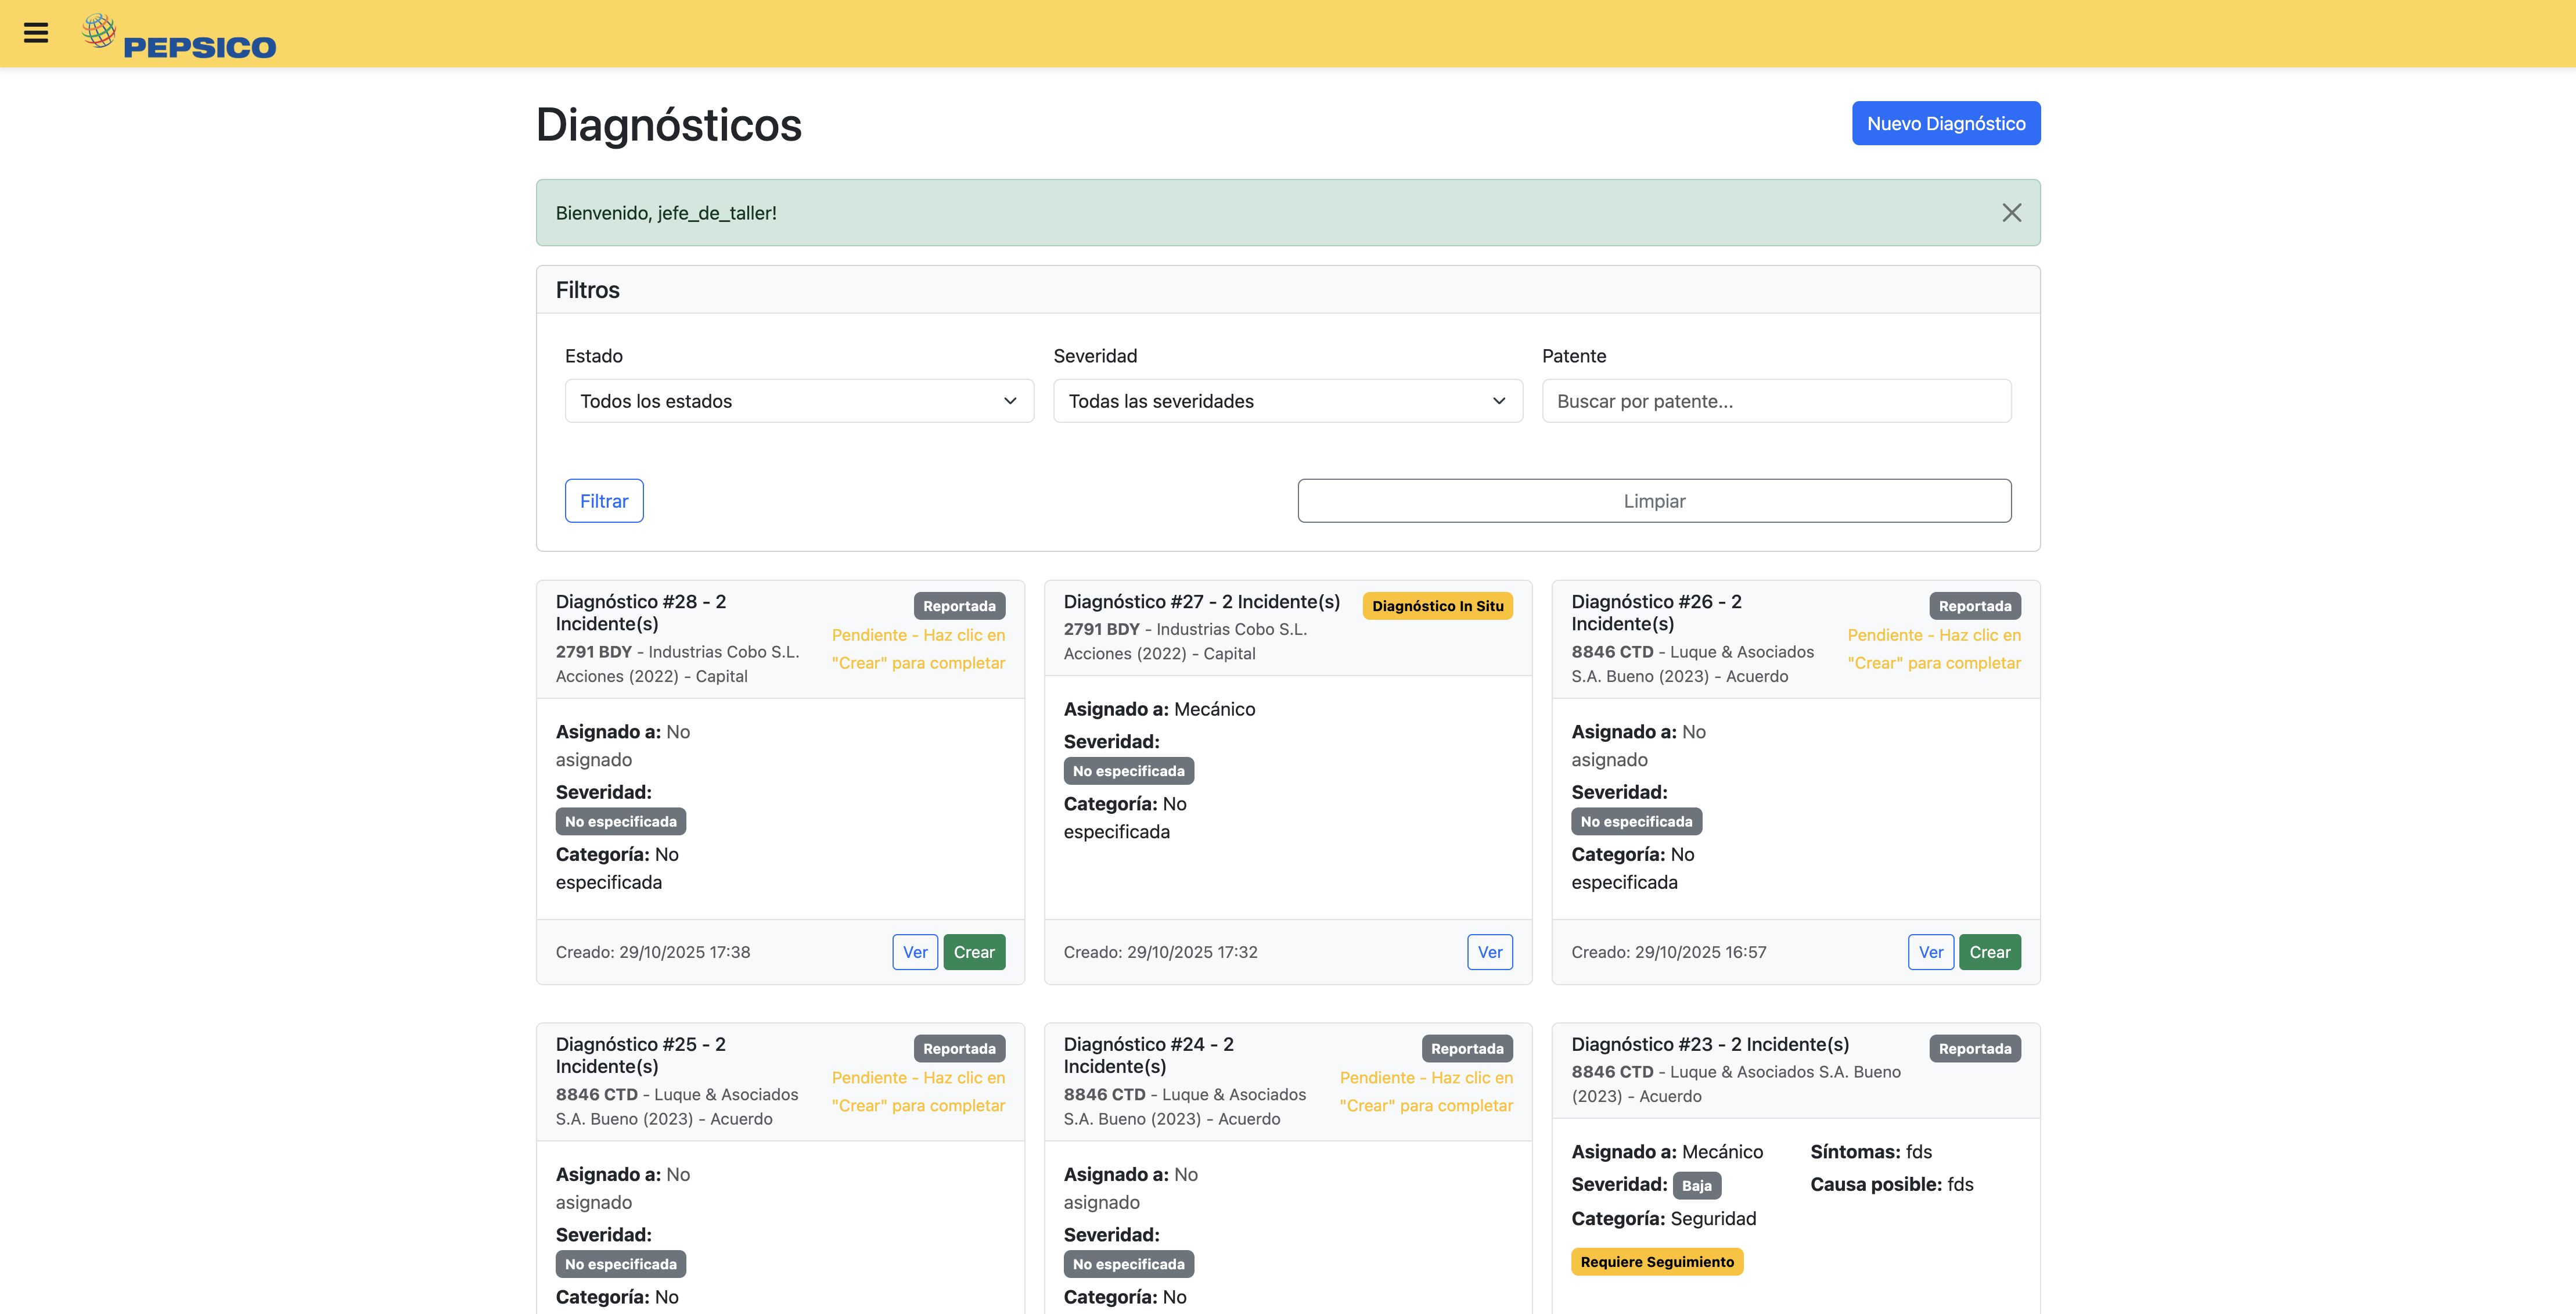 PEPSICO
Diagnósticos
Nuevo Diagnóstico
Bienvenido, jefe_de_taller!
Filtros
Estado
Severidad
Patente
Todos los estados
Todas las severidades
Buscar por patente...
Filtrar
Limpiar
Diagnóstico #28 - 2
Incidente(s)
2791 BDY - Industrias Cobo S.L.
Acciones (2022) - Capital
Reportada
Pendiente - Haz clic en
"Crear" para completar
Asignado a: No
asignado
Severidad:
No especificada
Categoría: No
especificada
Creado: 29/10/2025 17:38
Ver
Crear
Diagnóstico #27 - 2 Incidente(s)
2791 BDY - Industrias Cobo S.L.
Acciones (2022) - Capital
Diagnóstico In Situ
Asignado a: Mecánico
Severidad:
No especificada
Categoría: No
especificada
Creado: 29/10/2025 17:32
Ver
Diagnóstico #26 - 2
Incidente(s)
8846 CTD - Luque & Asociados
S.A. Bueno (2023) - Acuerdo
Reportada
Pendiente - Haz clic en
"Crear" para completar
Asignado a: No
asignado
Severidad:
No especificada
Categoría: No
especificada
Creado: 29/10/2025 16:57
Ver
Crear
Diagnóstico #25 - 2
Incidente(s)
8846 CTD - Luque & Asociados
S.A. Bueno (2023) - Acuerdo
Reportada
Pendiente - Haz clic en
"Crear" para completar
Asignado a: No
asignado
Severidad:
No especificada
Categoría: No
Diagnóstico #24 - 2
Incidente(s)
8846 CTD - Luque & Asociados
S.A. Bueno (2023) - Acuerdo
Reportada
Pendiente - Haz clic en
"Crear" para completar
Asignado a: No
asignado
Severidad:
No especificada
Categoría: No
Diagnóstico #23 - 2 Incidente(s)
8846 CTD - Luque & Asociados S.A. Bueno
(2023) - Acuerdo
Reportada
Asignado a: Mecánico
Severidad: Baja
Categoría: Seguridad
Requiere Seguimiento
Síntomas: fds
Causa posible: fds